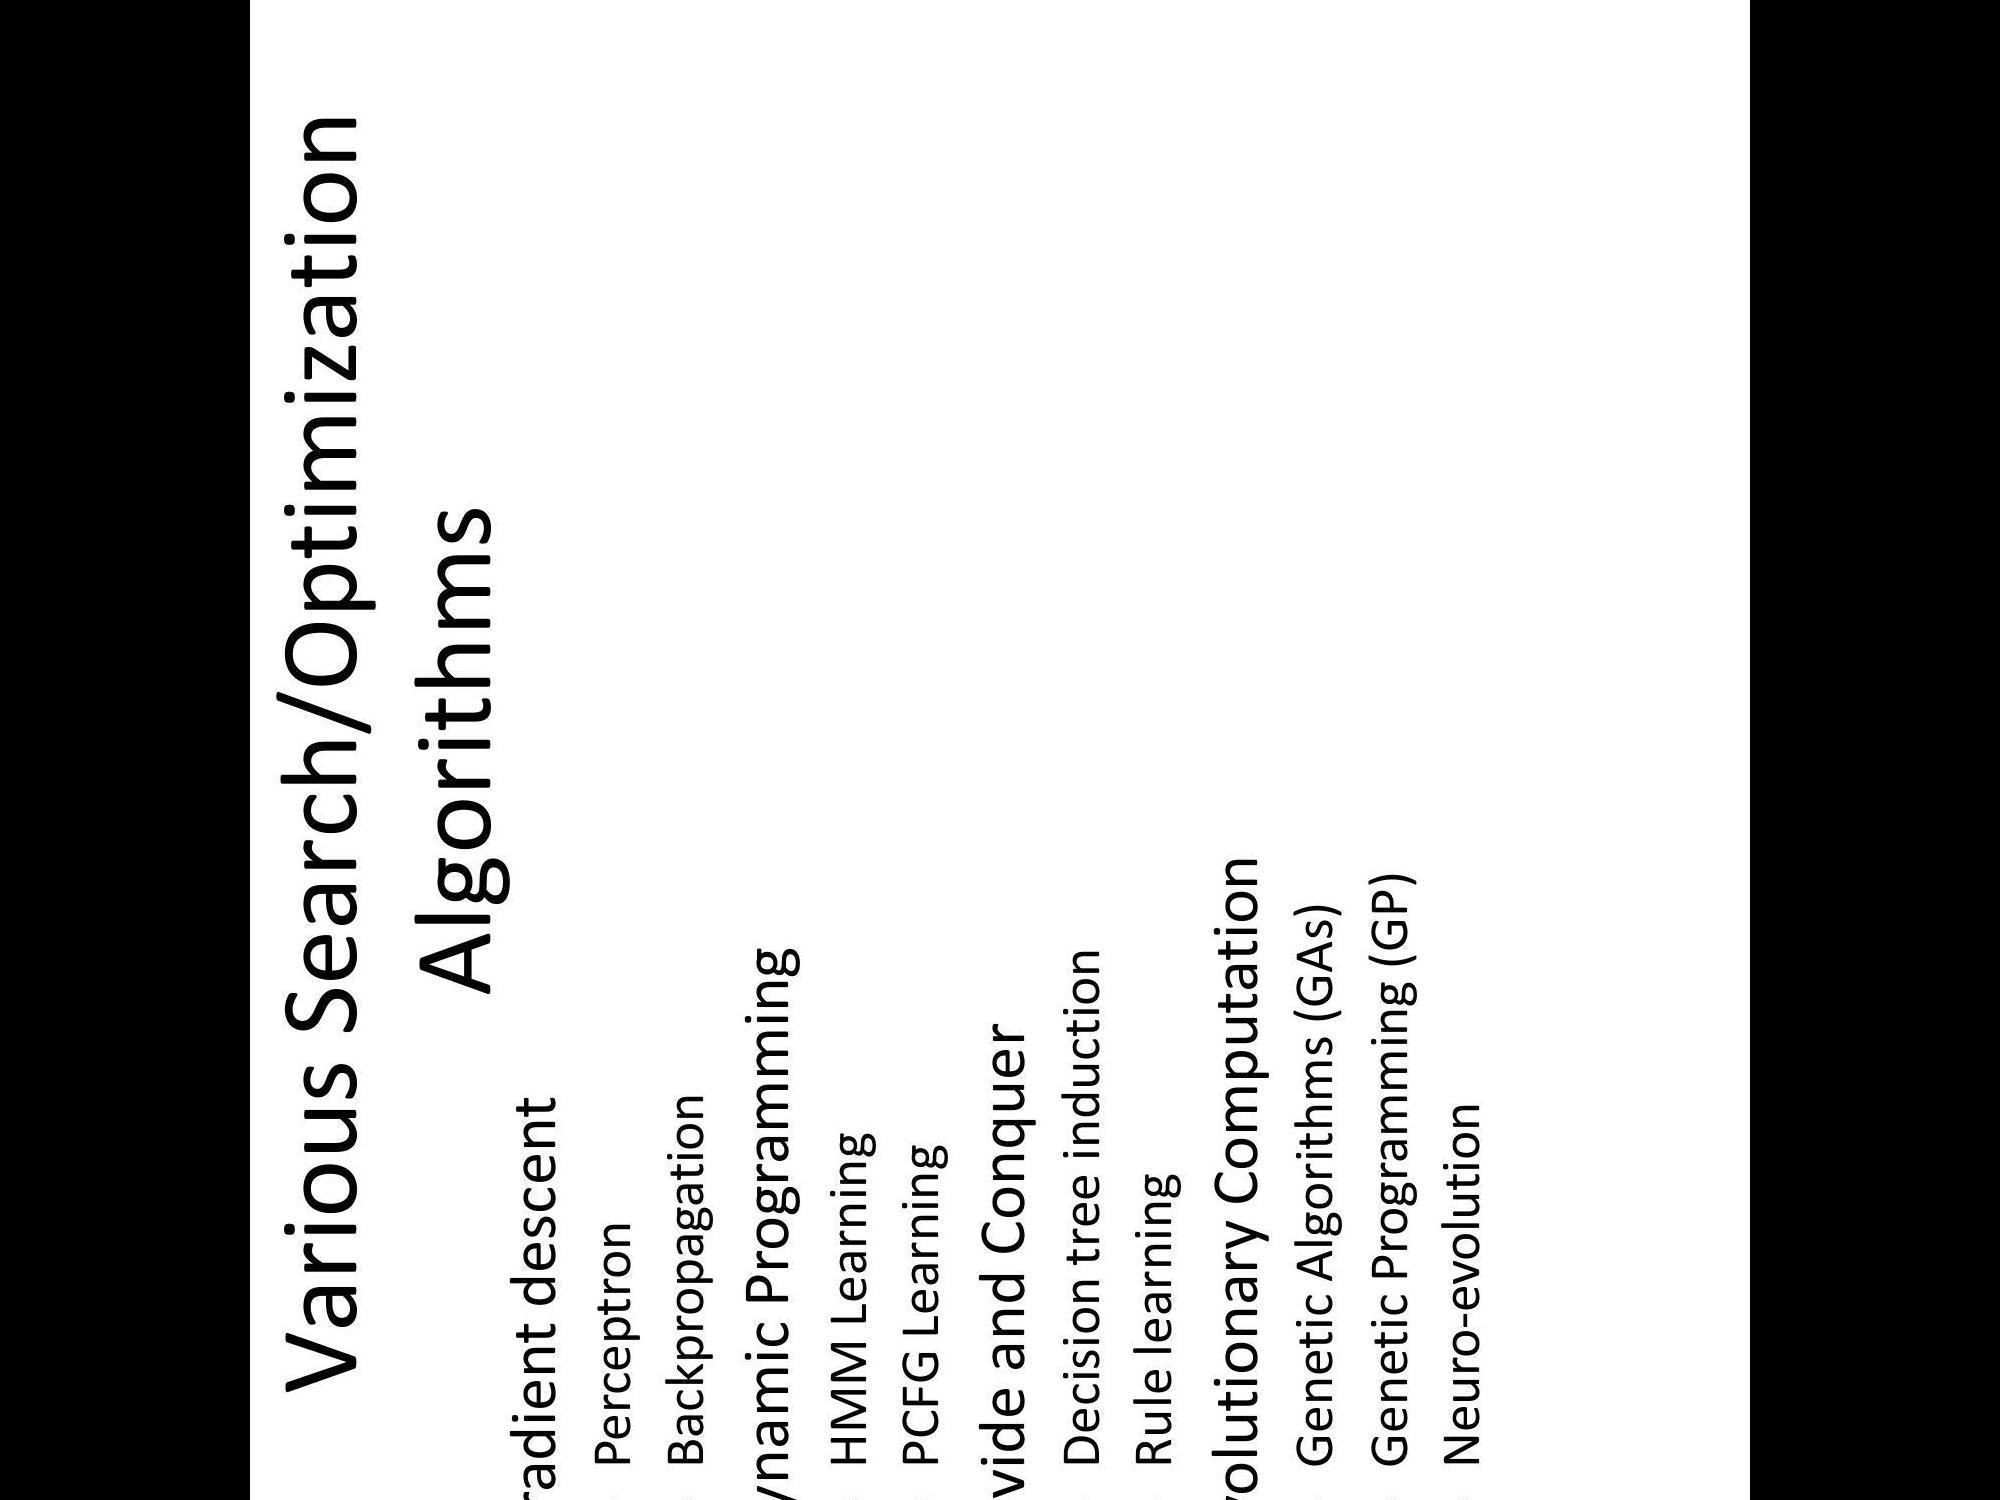 Various Search/Optimization
Algorithms
radient descent
Perceptron
Backpropagation
ynamic Programming
HMM Learning
PCFG Learning
vide and Conquer
Decision tree induction
Rule learning
volutionary Computation
Genetic Algorithms (GAs)
Genetic Programming (GP)
Neuro-evolution